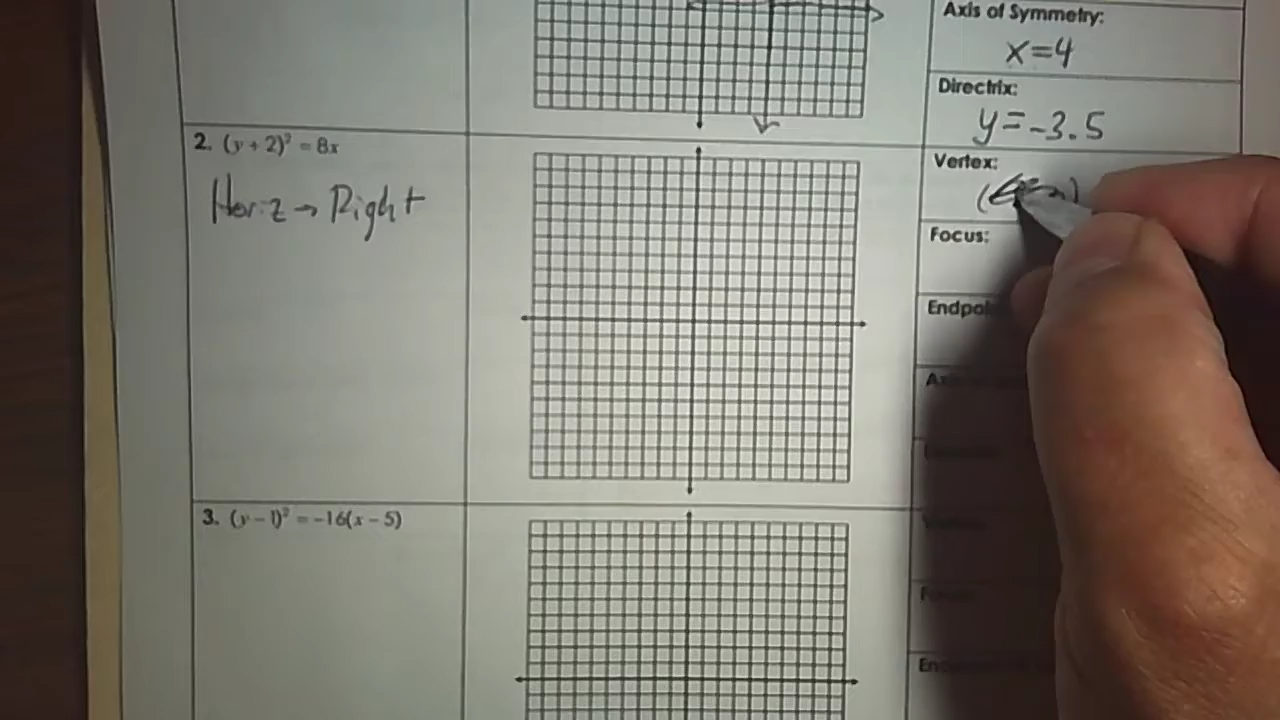 Axis of Symmetry:
x=4
Directrix:
y=-3.5
2. (y + 2)² = 8x
Horiz → Right
Vertex:
Focus:
3. (y – 1)² = –16(x – 5)